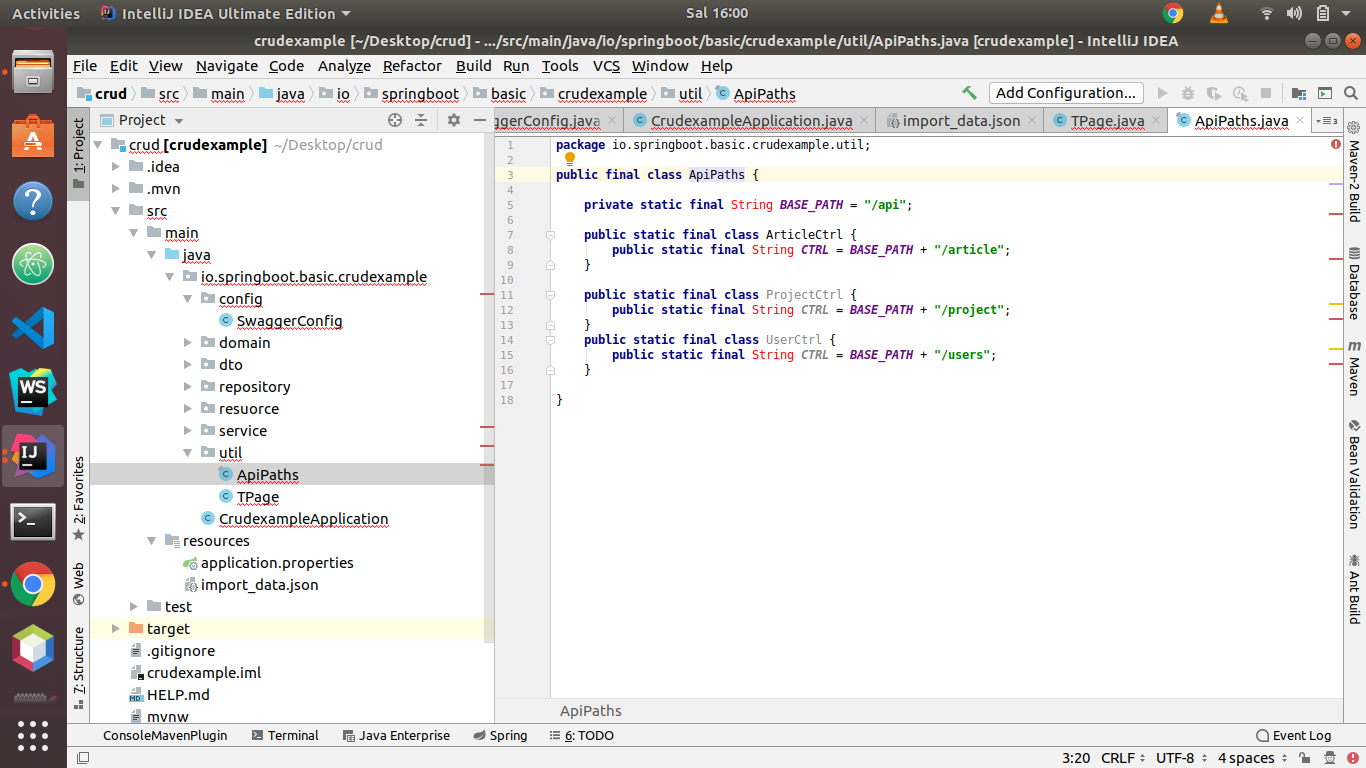 Activities IntelliJ IDEA Ultimate Edition Sal 16:00
crudexample [~/Desktop/crud] - .../src/main/java/io/springboot/basic/crudexample/util/ApiPaths.java [crudexample] - IntelliJ IDEA
File Edit View Navigate Code Analyze Refactor Build Run Tools VCS Window Help
crud src main java io springboot basic crudexample util ApiPaths Add Configuration...
Project
ggerConfig.java CrudexampleApplication.java import_data.json TPage.java ApiPaths.java 3
1: Project
2: Favorites
Web
7: Structure
crud [crudexample] ~/Desktop/crud
.idea
.mvn
src
main
java
io.springboot.basic.crudexample
config
SwaggerConfig
domain
dto
repository
resuorce
service
util
ApiPaths
TPage
CrudexampleApplication
resources
application.properties
import_data.json
test
target
.gitignore
crudexample.iml
HELP.md
mvnw
1 package io.springboot.basic.crudexample.util;
2
3 public final class ApiPaths {
4
5 private static final String BASE_PATH = "/api";
6
7 public static final class ArticleCtrl {
8 public static final String CTRL = BASE_PATH + "/article";
9 }
10
11 public static final class ProjectCtrl {
12 public static final String CTRL = BASE_PATH + "/project";
13 }
14 public static final class UserCtrl {
15 public static final String CTRL = BASE_PATH + "/users";
16 }
17
18 }
ApiPaths
Maven-2 Build
Database
Maven
Bean Validation
Ant Build
ConsoleMavenPlugin Terminal Java Enterprise Spring 6: TODO Event Log
3:20 CRLF UTF-8 4 spaces